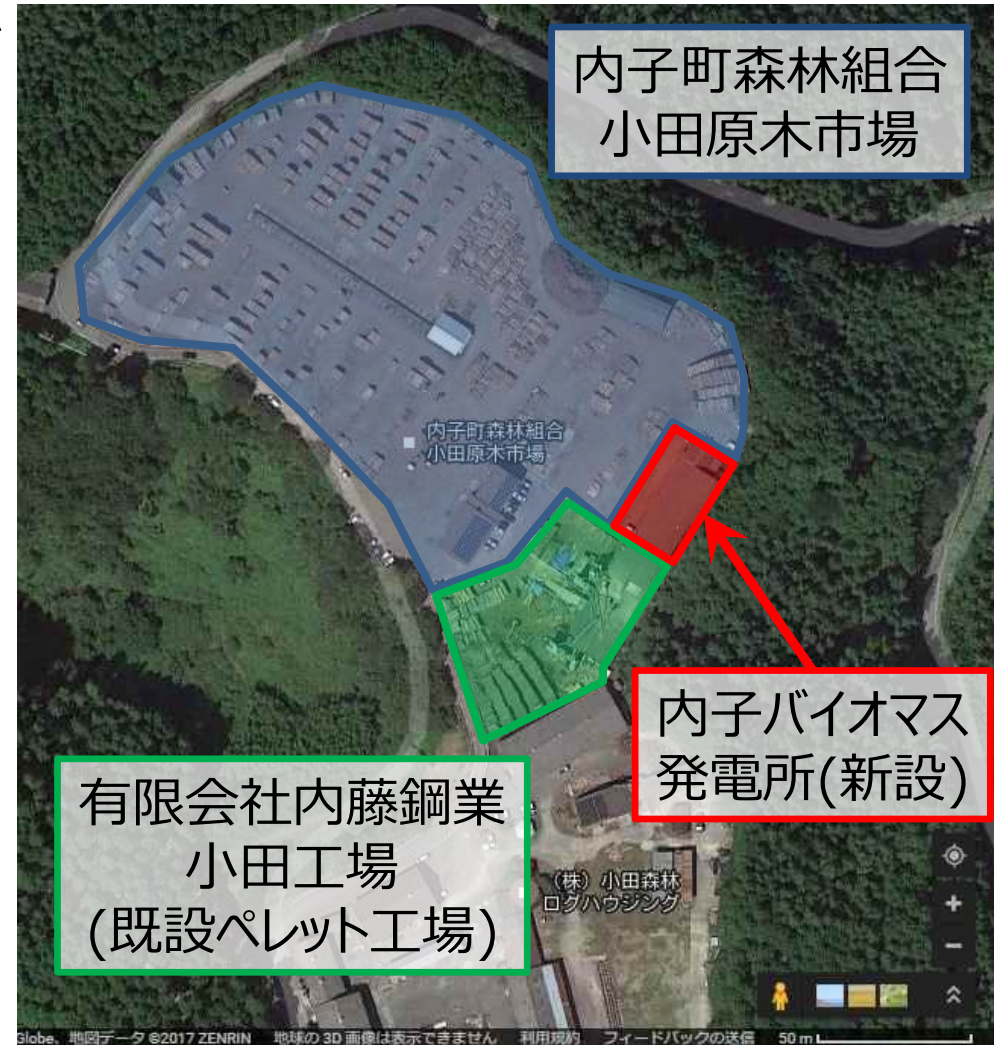 内子町森林組合
小田原木市場
内子町森林組合
小田原木市場
内子バイオマス
発電所(新設)
有限会社内藤鋼業
小田工場
(既設ペレット工場)
(株) 小田森林
ログハウジング
Globe、地図データ ©2017 ZENRIN 地球の 3D 画像は表示できません 利用規約 フィードバックの送信 50 m